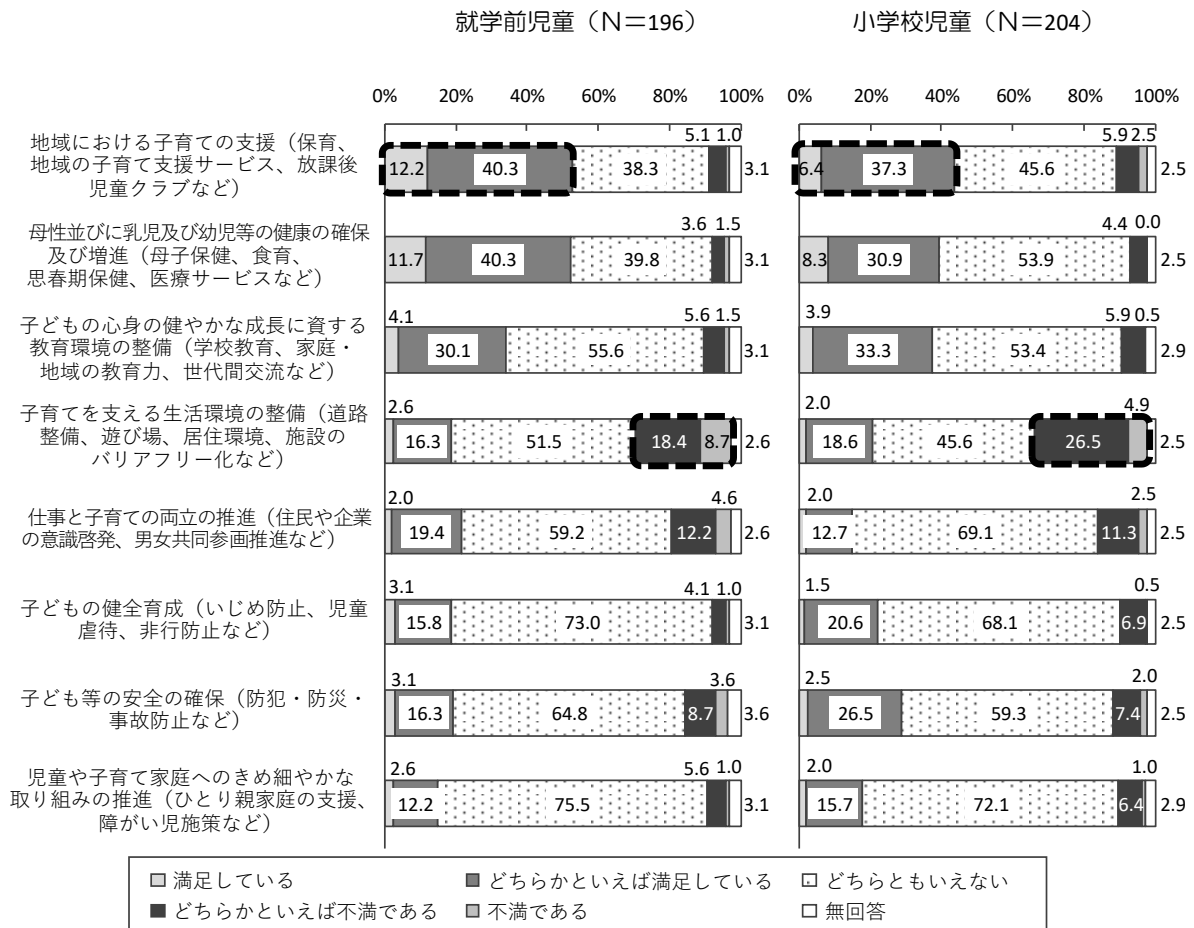 就学前児童（N＝196）
小学校児童（N＝204）
0% 20% 40% 60% 80% 100%
0% 20% 40% 60% 80% 100%
地域における子育ての支援（保育、
地域の子育て支援サービス、放課後
児童クラブなど）
5.1 1.0
12.2 40.3 38.3 3.1
5.9 2.5
6.4 37.3 45.6 2.5
母性並びに乳児及び幼児等の健康の確保
及び増進（母子保健、食育、
思春期保健、医療サービスなど）
3.6 1.5
11.7 40.3 39.8 3.1
4.4 0.0
8.3 30.9 53.9 2.5
子どもの心身の健やかな成長に資する
教育環境の整備（学校教育、家庭・
地域の教育力、世代間交流など）
4.1 5.6 1.5
30.1 55.6 3.1
3.9 5.9 0.5
33.3 53.4 2.9
子育てを支える生活環境の整備（道路
整備、遊び場、居住環境、施設の
バリアフリー化など）
2.6
16.3 51.5 18.4 8.7 2.6
2.0 4.9
18.6 45.6 26.5 2.5
仕事と子育ての両立の推進（住民や企業
の意識啓発、男女共同参画推進など）
2.0 4.6
19.4 59.2 12.2 2.6
2.0 2.5
12.7 69.1 11.3 2.5
子どもの健全育成（いじめ防止、児童
虐待、非行防止など）
3.1 4.1 1.0
15.8 73.0 3.1
1.5 0.5
20.6 68.1 6.9 2.5
子ども等の安全の確保（防犯・防災・
事故防止など）
3.1 3.6
16.3 64.8 8.7 3.6
2.5 2.0
26.5 59.3 7.4 2.5
児童や子育て家庭へのきめ細やかな
取り組みの推進（ひとり親家庭の支援、
障がい児施策など）
2.6 5.6 1.0
12.2 75.5 3.1
2.0 1.0
15.7 72.1 6.4 2.9
満足している どちらかといえば満足している どちらともいえない
どちらかといえば不満である 不満である 無回答